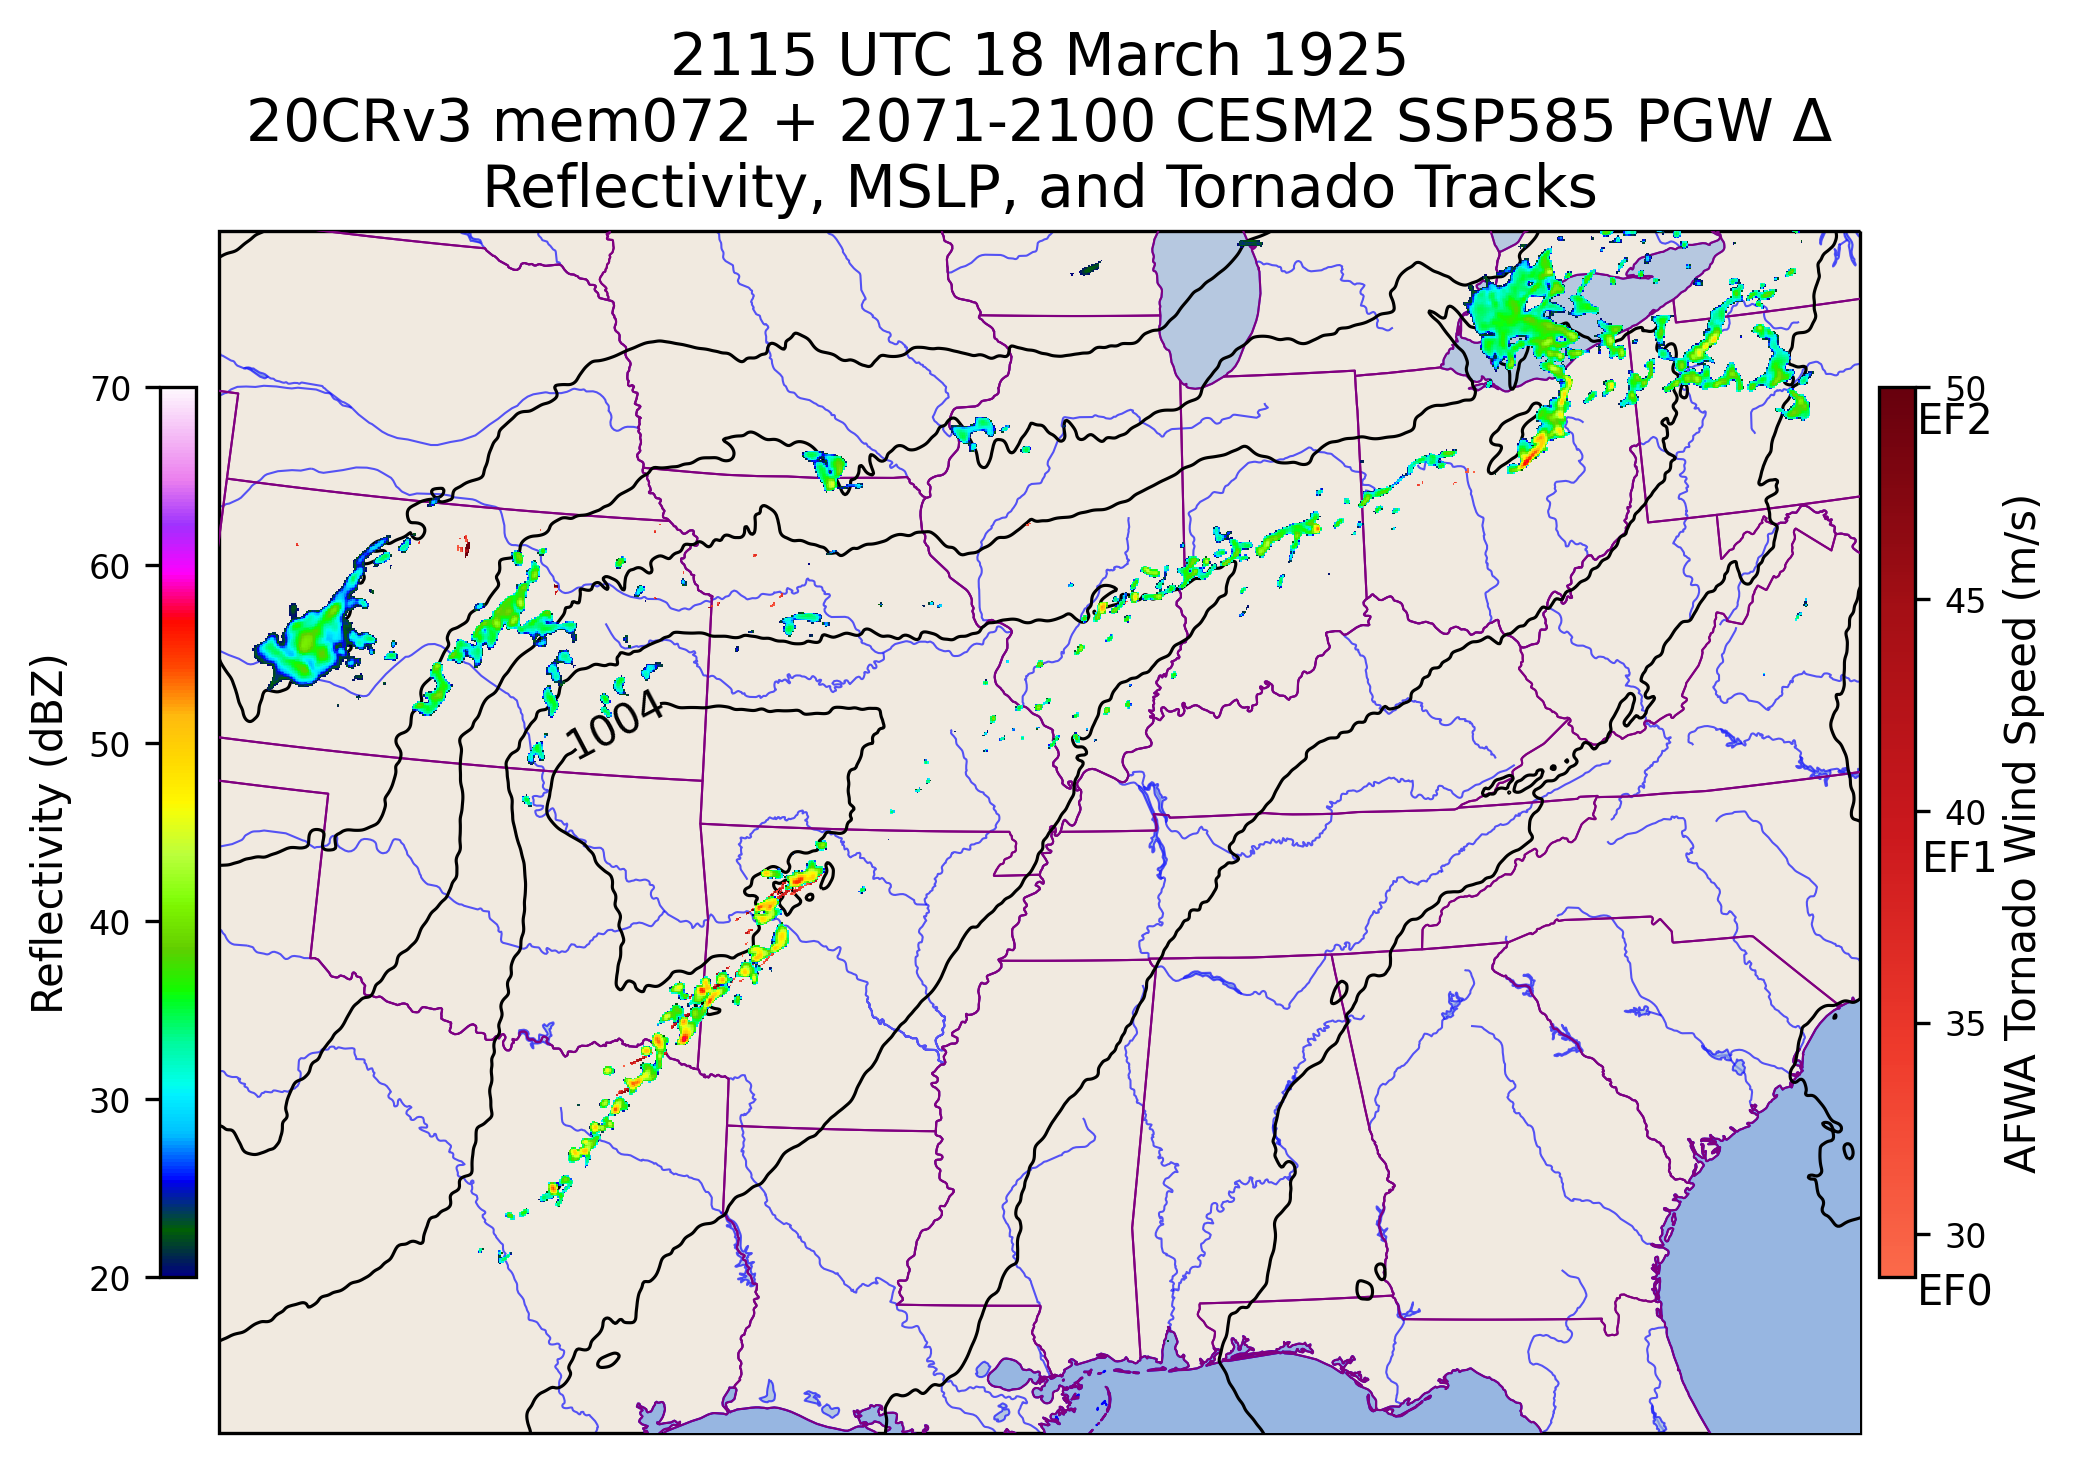 2115 UTC 18 March 1925
20CRv3 mem072 + 2071-2100 CESM2 SSP585 PGW Δ
Reflectivity, MSLP, and Tornado Tracks
70
60
50
40
30
20
Reflectivity (dBZ)
1004
50
EF2
45
40
EF1
35
30
EF0
AFWA Tornado Wind Speed (m/s)